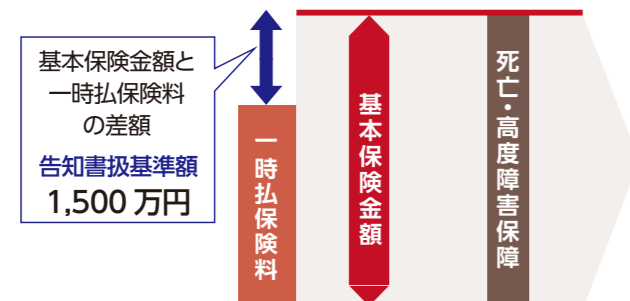 基本保険金額と
一時払保険料
の差額
告知書扱基準額
1,500 万円
一時払保険料
基本保険金額
死亡・高度障害保障